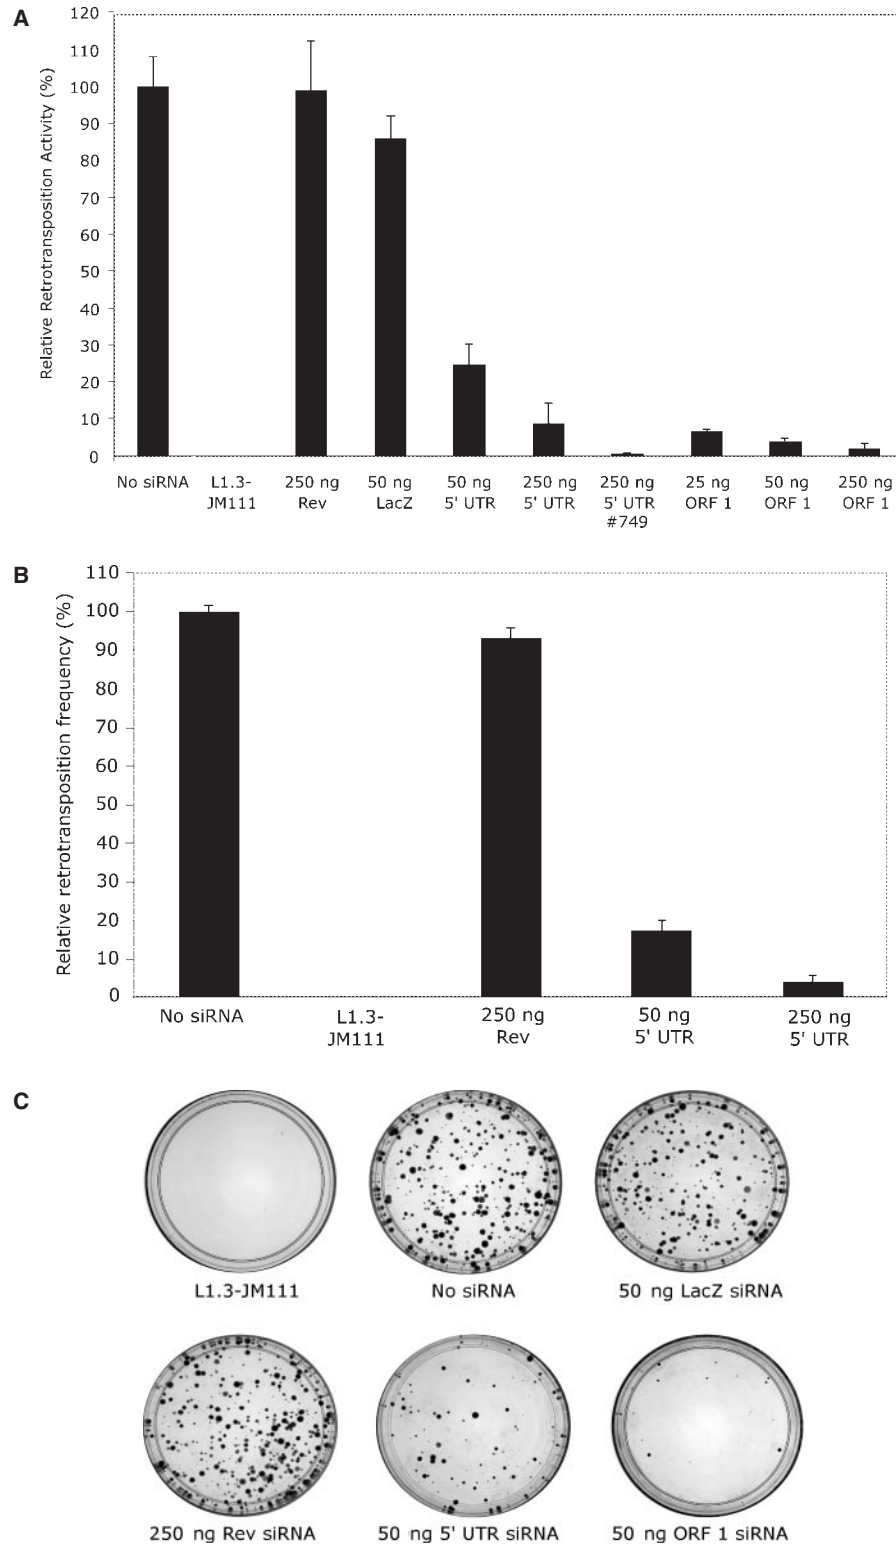 A
Relative Retrotransposition Activity (%)
120
110
100
90
80
70
60
50
40
30
20
10
0
No siRNA
L1.3-
JM111
250 ng
Rev
50 ng
LacZ
50 ng
5' UTR
250 ng
5' UTR
250 ng
5' UTR
#749
25 ng
ORF 1
50 ng
ORF 1
250 ng
ORF 1
B
Relative retrotransposition frequency (%)
110
100
90
80
70
60
50
40
30
20
10
0
No siRNA
L1.3-
JM111
250 ng
Rev
50 ng
5' UTR
250 ng
5' UTR
C
L1.3-JM111
No siRNA
50 ng LacZ siRNA
250 ng Rev siRNA
50 ng 5' UTR siRNA
50 ng ORF 1 siRNA